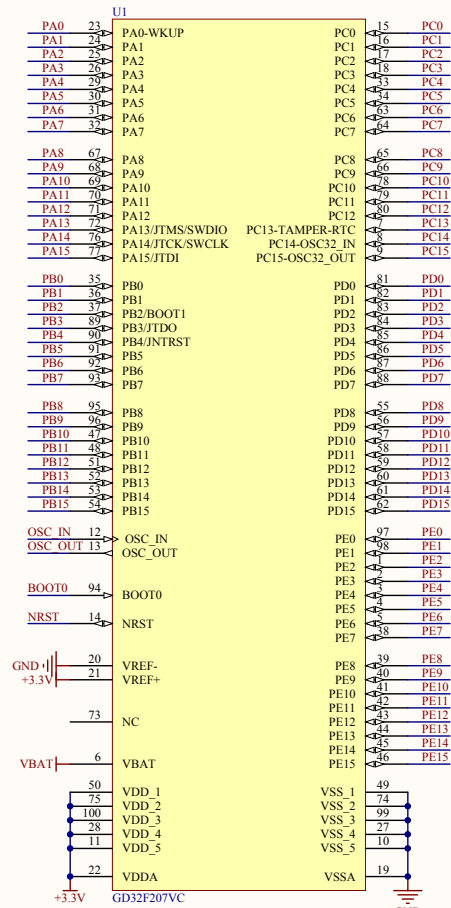 U1
PA0 23 PA0-WKUP PC0 15 PC0
PA1 24 PA1 PC1 16 PC1
PA2 25 PA2 PC2 17 PC2
PA3 26 PA3 PC3 18 PC3
PA4 29 PA4 PC4 33 PC4
PA5 30 PA5 PC5 34 PC5
PA6 31 PA6 PC6 63 PC6
PA7 32 PA7 PC7 64 PC7
PA8 67 PA8 PC8 65 PC8
PA9 68 PA9 PC9 66 PC9
PA10 69 PA10 PC10 78 PC10
PA11 70 PA11 PC11 79 PC11
PA12 71 PA12 PC12 80 PC12
PA13 72 PA13/JTMS/SWDIO PC13-TAMPER-RTC 7 PC13
PA14 76 PA14/JTCK/SWCLK PC14-OSC32_IN 8 PC14
PA15 77 PA15/JTDI PC15-OSC32_OUT 9 PC15
PB0 35 PB0 PD0 81 PD0
PB1 36 PB1 PD1 82 PD1
PB2 37 PB2/BOOT1 PD2 83 PD2
PB3 89 PB3/JTDO PD3 84 PD3
PB4 90 PB4/JNTRST PD4 85 PD4
PB5 91 PB5 PD5 86 PD5
PB6 92 PB6 PD6 87 PD6
PB7 93 PB7 PD7 88 PD7
PB8 95 PB8 PD8 55 PD8
PB9 96 PB9 PD9 56 PD9
PB10 47 PB10 PD10 57 PD10
PB11 48 PB11 PD11 58 PD11
PB12 51 PB12 PD12 59 PD12
PB13 52 PB13 PD13 60 PD13
PB14 53 PB14 PD14 61 PD14
PB15 54 PB15 PD15 62 PD15
OSC_IN 12 OSC_IN PE0 97 PE0
OSC_OUT 13 OSC_OUT PE1 98 PE1
PE2 1 PE2
PE3 2 PE3
BOOT0 94 BOOT0 PE4 3 PE4
PE5 4 PE5
NRST 14 NRST PE6 5 PE6
PE7 38 PE7
GND 20 VREF- PE8 39 PE8
+3.3V 21 VREF+ PE9 40 PE9
PE10 41 PE10
PE11 42 PE11
73 NC PE12 43 PE12
PE13 44 PE13
PE14 45 PE14
VBAT 6 VBAT PE15 46 PE15
50 VDD_1 VSS_1 49
75 VDD_2 VSS_2 74
100 VDD_3 VSS_3 99
28 VDD_4 VSS_4 27
11 VDD_5 VSS_5 10
22 VDDA VSSA 19
+3.3V GD32F207VC